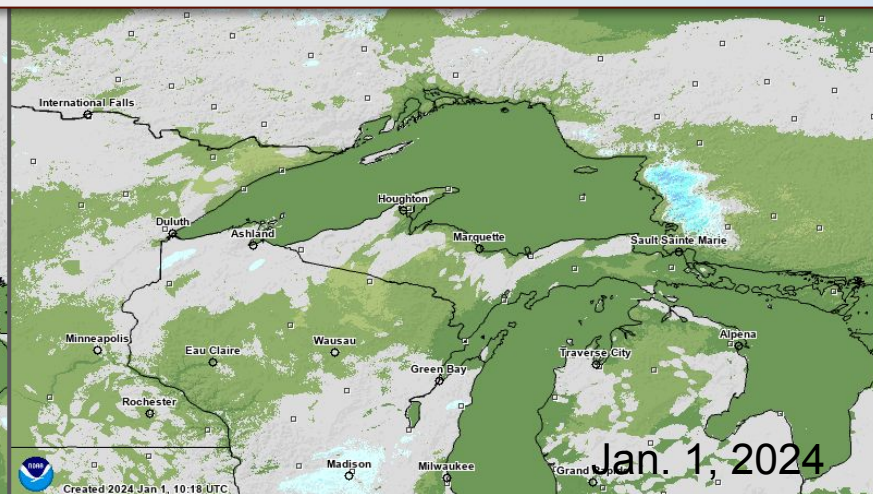 International Falls
Houghton
Duluth
Ashland
Marquette
Sault Sainte Marie
Minneapolis
Eau Claire
Wausau
Traverse City
Alpena
Green Bay
Rochester
Madison
Milwaukee
Grand
Jan. 1, 2024
NOAA
Created 2024 Jan 1, 10:18 UTC